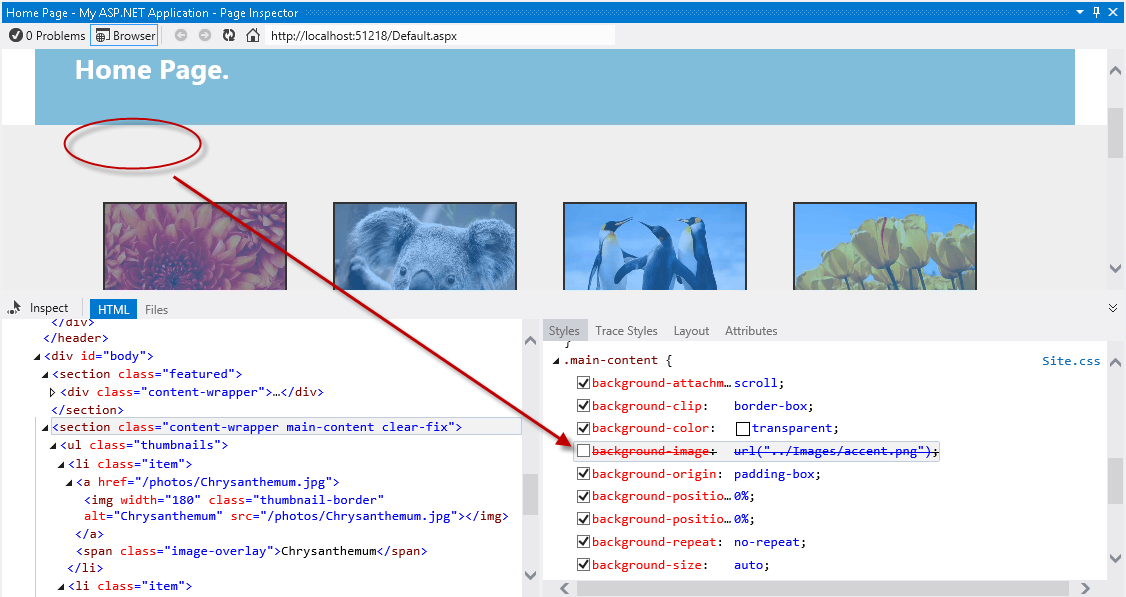 Home Page - My ASP.NET Application - Page Inspector
0 Problems Browser http://localhost:51218/Default.aspx
Home Page.
Inspect HTML Files
</div>
</header>
<div id="body">
<section class="featured">
<div class="content-wrapper">…</div>
</section>
<section class="content-wrapper main-content clear-fix">
<ul class="thumbnails">
<li class="item">
<a href="/photos/Chrysanthemum.jpg">
<img width="180" class="thumbnail-border"
alt="Chrysanthemum" src="/photos/Chrysanthemum.jpg"></img>
</a>
<span class="image-overlay">Chrysanthemum</span>
</li>
<li class="item">
Styles Trace Styles Layout Attributes
}
.main-content { Site.css
background-attachm… scroll;
background-clip: border-box;
background-color: transparent;
background-image: url("../Images/accent.png");
background-origin: padding-box;
background-positio… 0%;
background-positio… 0%;
background-repeat: no-repeat;
background-size: auto;